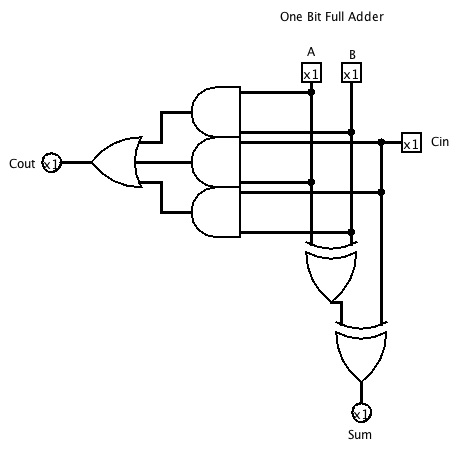 One Bit Full Adder
A
B
x1
x1
x1
Cin
Cout
x1
x1
Sum